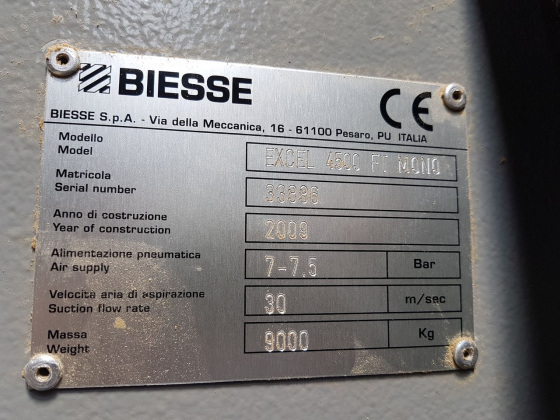 BIESSE
CE
BIESSE S.p.A. - Via della Meccanica, 16 - 61100 Pesaro, PU ITALIA
Modello
Model EXCEL MONO
Matricola
Serial number
Anno di costruzione
Year of construction 2009
Alimentazione pneumatica
Air supply 7-7.5 Bar
Velocita aria di aspirazione
Suction flow rate 30 m/sec
Massa
Weight 9000 Kg